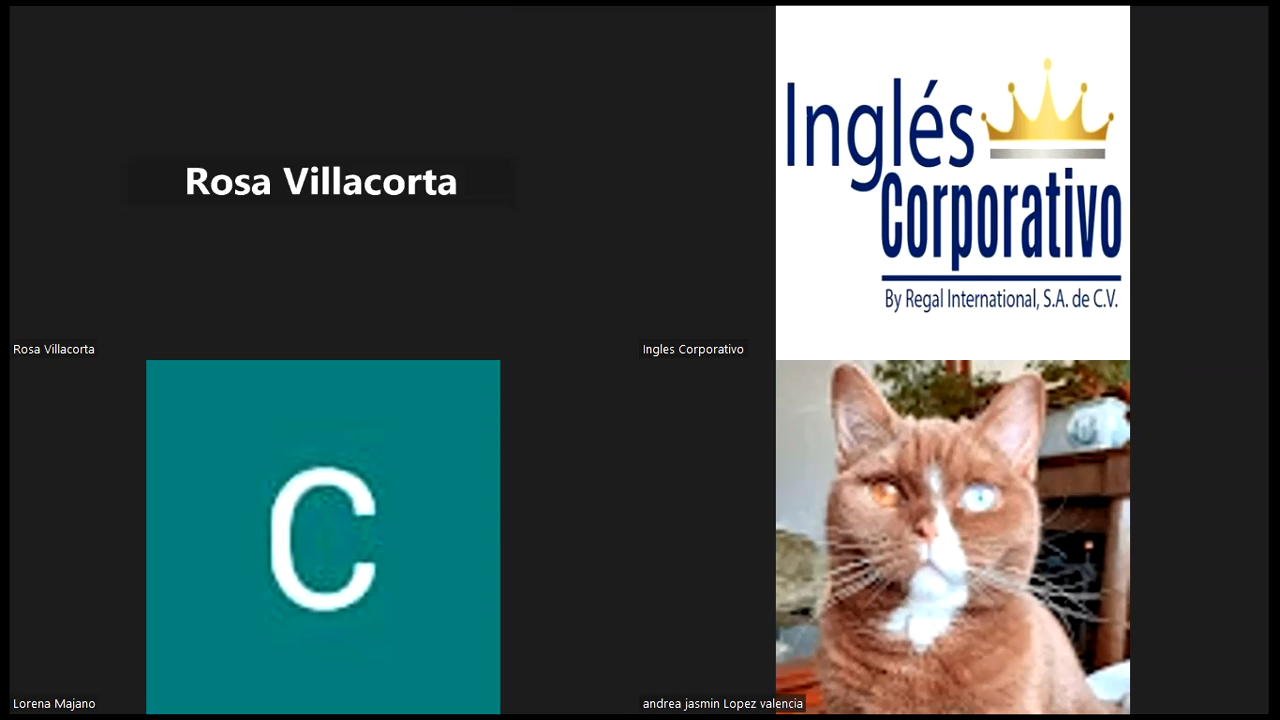 Rosa Villacorta
Rosa Villacorta
Inglés
Corporativo
By Regal International, S.A. de C.V.
Ingles Corporativo
C
Lorena Majano
andrea jasmin Lopez valencia